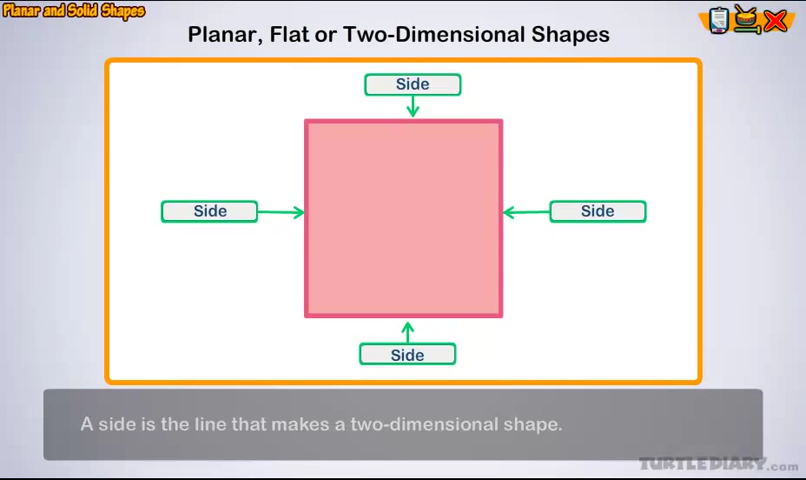 Planar and Solid Shapes
Planar, Flat or Two-Dimensional Shapes
Side
Side
Side
Side
A side is the line that makes a two-dimensional shape.
TURTLEDIARY.com